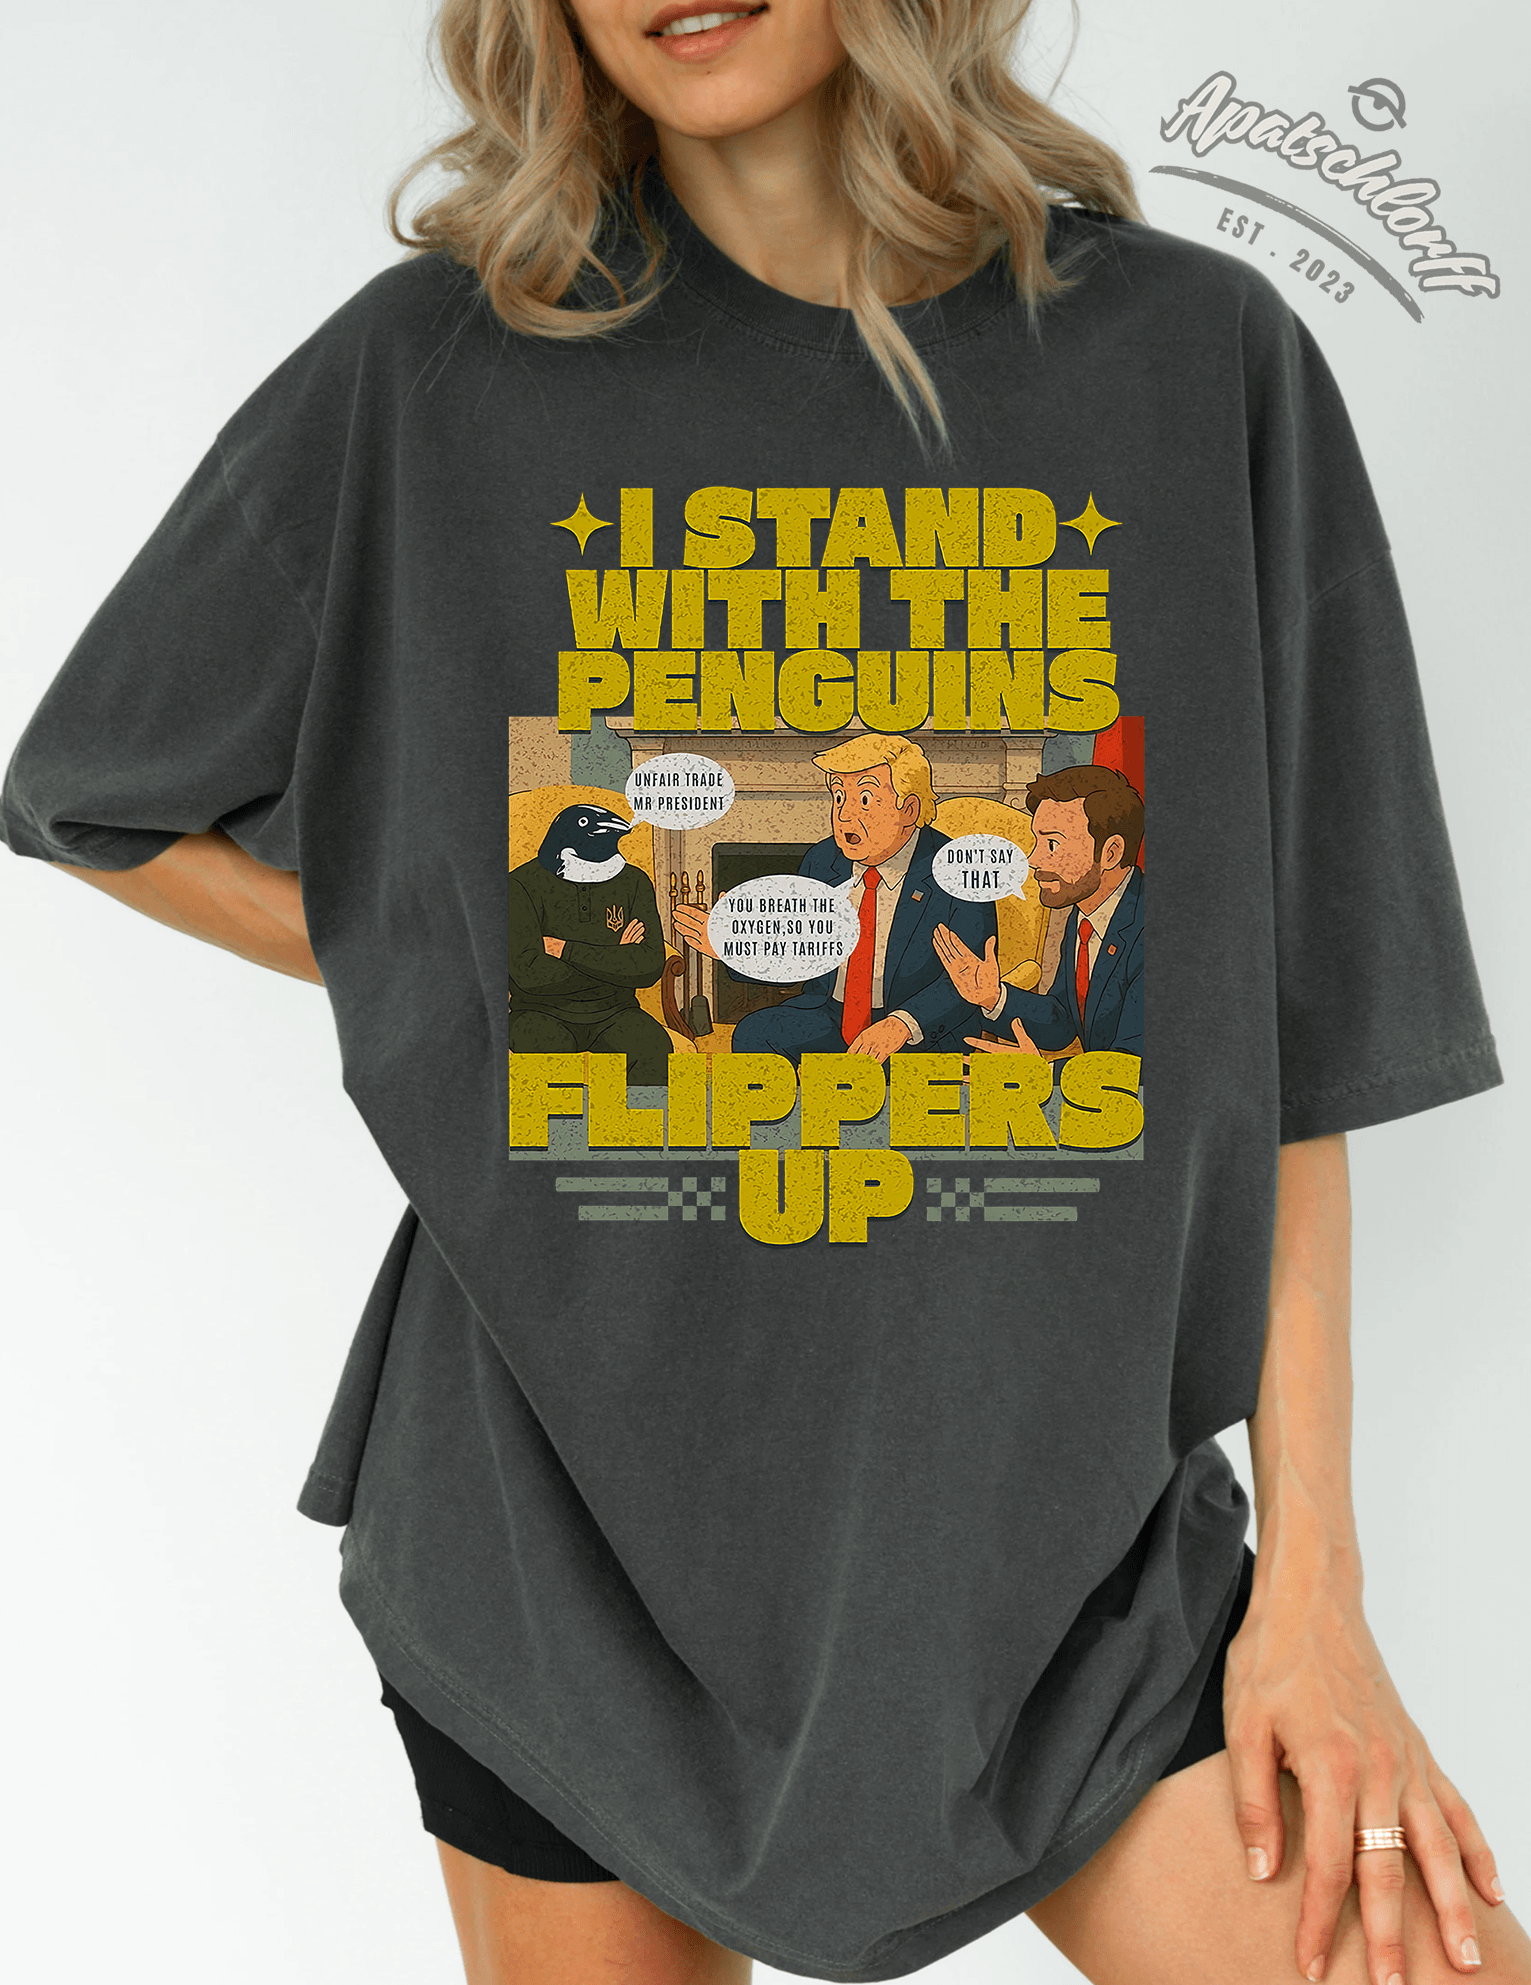 Apatschlorft
EST . 2023
I STAND
WITH THE
PENGUINS
UNFAIR TRADE
MR PRESIDENT
DON'T SAY
THAT
YOU BREATH THE
OXYGEN,SO YOU
MUST PAY TARIFFS
FLIPPERS
UP